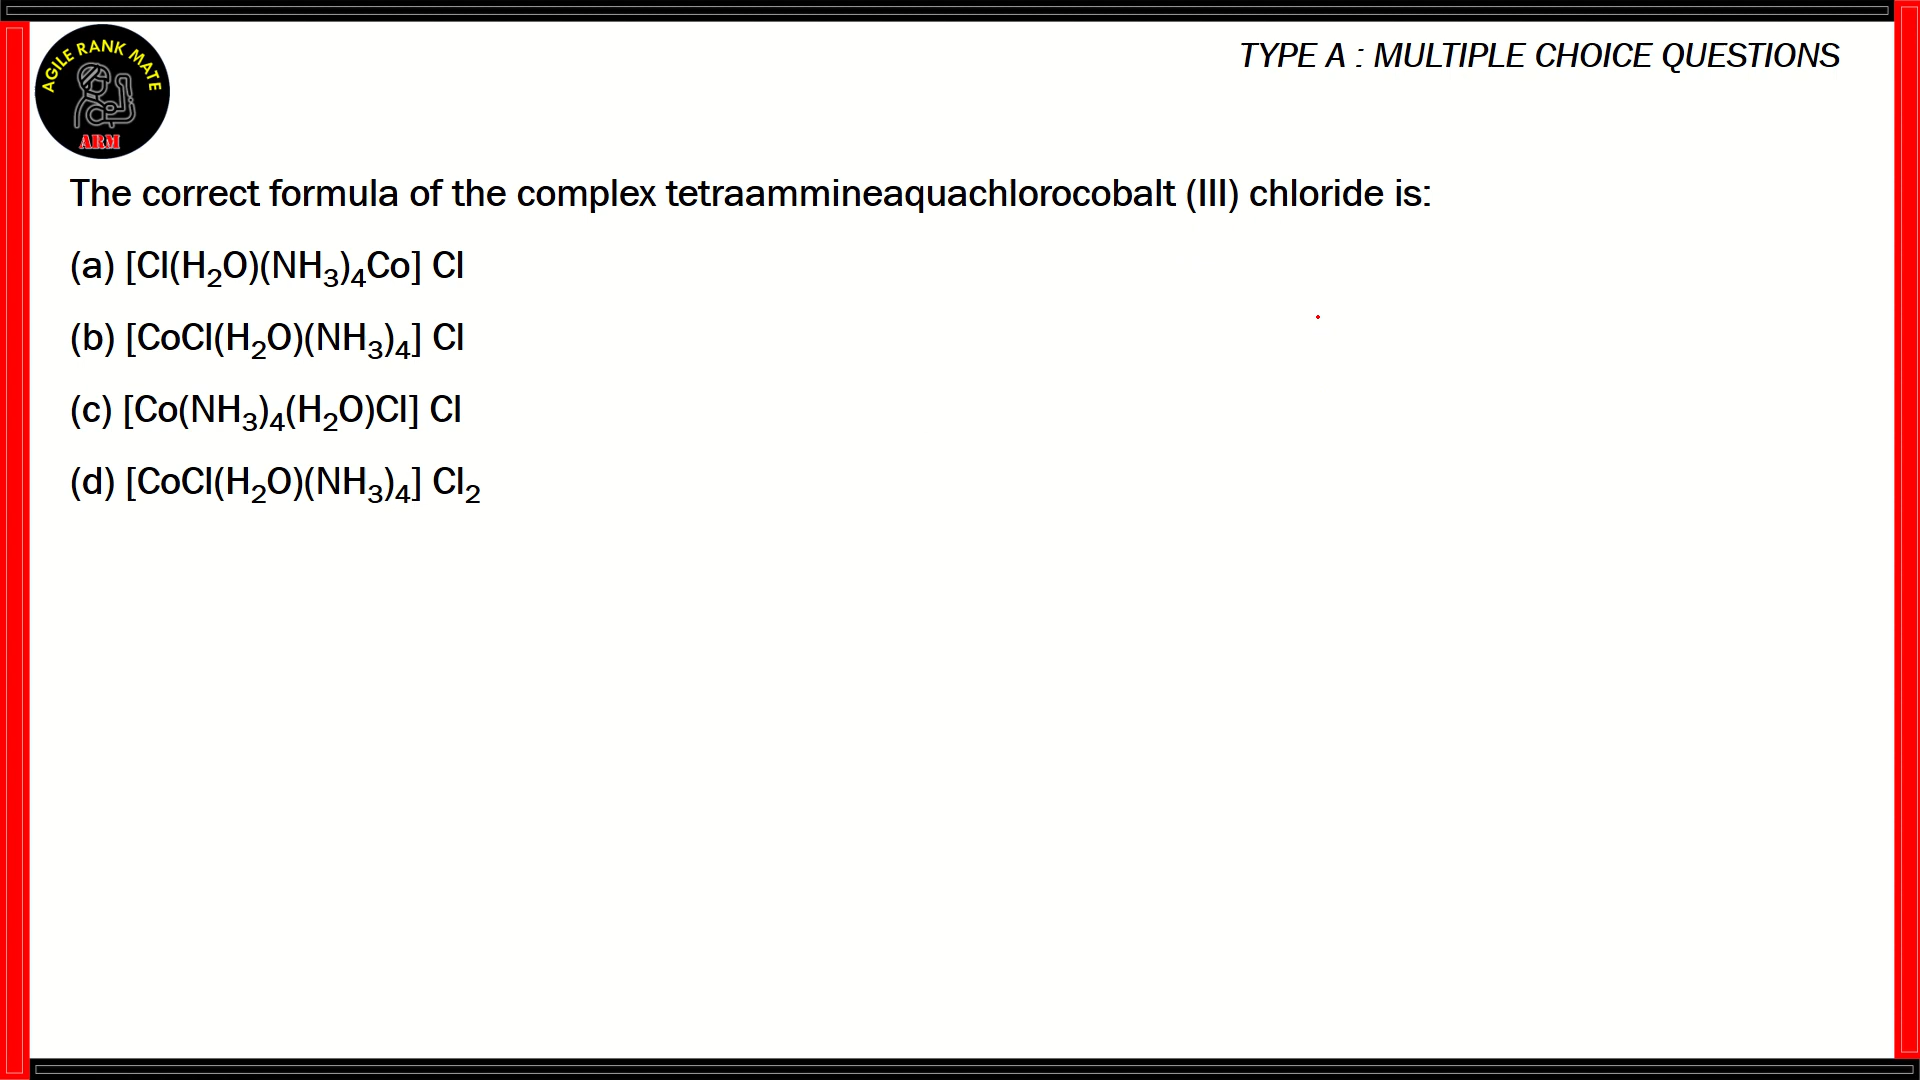 AGILE RANK MATE
ARM
TYPE A : MULTIPLE CHOICE QUESTIONS
The correct formula of the complex tetraammineaquachlorocobalt (III) chloride is:
(a) [Cl(H₂O)(NH₃)₄Co] Cl
(b) [CoCl(H₂O)(NH₃)₄] Cl
(c) [Co(NH₃)₄(H₂O)Cl] Cl
(d) [CoCl(H₂O)(NH₃)₄] Cl₂